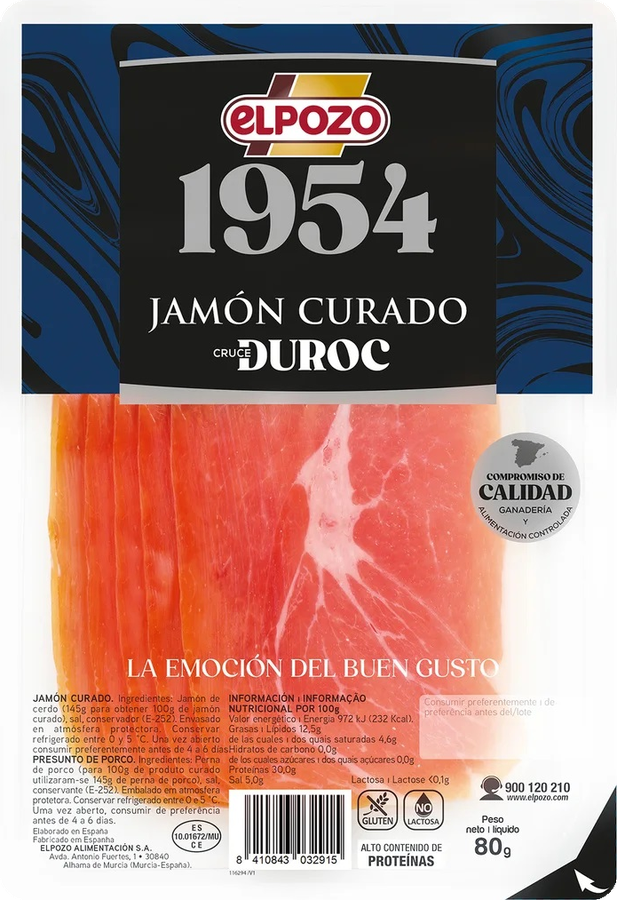 elPOZO
1954
JAMÓN CURADO
CRUCE DUROC
COMPROMISO DE
CALIDAD
GANADERÍA
Y
ALIMENTACIÓN CONTROLADA
LA EMOCIÓN DEL BUEN GUSTO
JAMÓN CURADO. Ingredientes: Jamón de
cerdo (145g para obtener 100g de jamón
curado), sal, conservador (E-252). Envasado
en atmósfera protectora. Conservar
refrigerado entre 0 y 5 °C. Una vez abierto
consumir preferentemente antes de 4 a 6 días
PRESUNTO DE PORCO. Ingredientes: Perna
de porco (para 100g de produto curado
utilizaram-se 145g de perna de porco), sal,
conservante (E-252). Embalado em atmósfera
protetora. Conservar refrigerado entre 0 e 5 °C.
Uma vez aberto, consumir de preferência
antes de 4 a 6 dias.
Elaborado en España
Fabricado em Espanha
ELPOZO ALIMENTACIÓN S.A.
Avda. Antonio Fuertes, 1 • 30840
Alhama de Murcia (Murcia-España).
ES
10.01672/MU
CE
INFORMACIÓN I INFORMAÇÃO
NUTRICIONAL POR 100g
Valor energético I Energia 972 kJ (232 Kcal).
Grasas I Lípidos 12,5g
de las cuales I dos quais saturadas 4,6g
Hidratos de carbono 0,0g
de los cuales azúcares I dos quais açúcares 0,0g
Proteínas 30,0g
Sal 5,0g
Lactosa I Lactose <0,1g
8 410843 032915
116294/V1
GLUTEN
NO
LACTOSA
ALTO CONTENIDO DE
PROTEÍNAS
Consumir preferentemente I de
preferência antes del/lote
900 120 210
www.elpozo.com
Peso
neto I líquido
80g